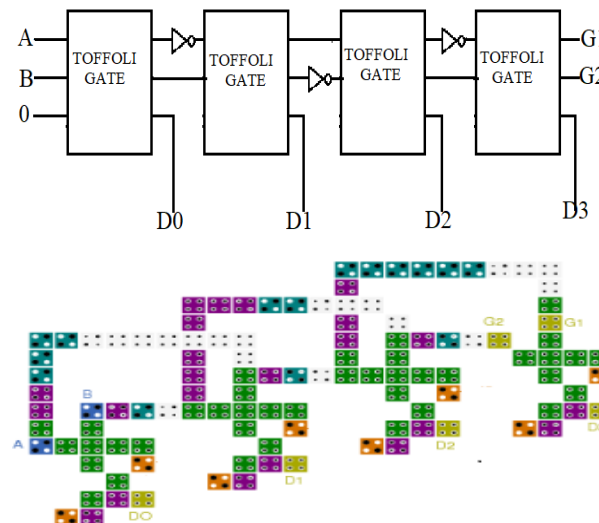 A
B
0
TOFFOLI
GATE
TOFFOLI
GATE
TOFFOLI
GATE
TOFFOLI
GATE
G
G2
D0
D1
D2
D3
G2
G1
B
A
D2
D1
DO